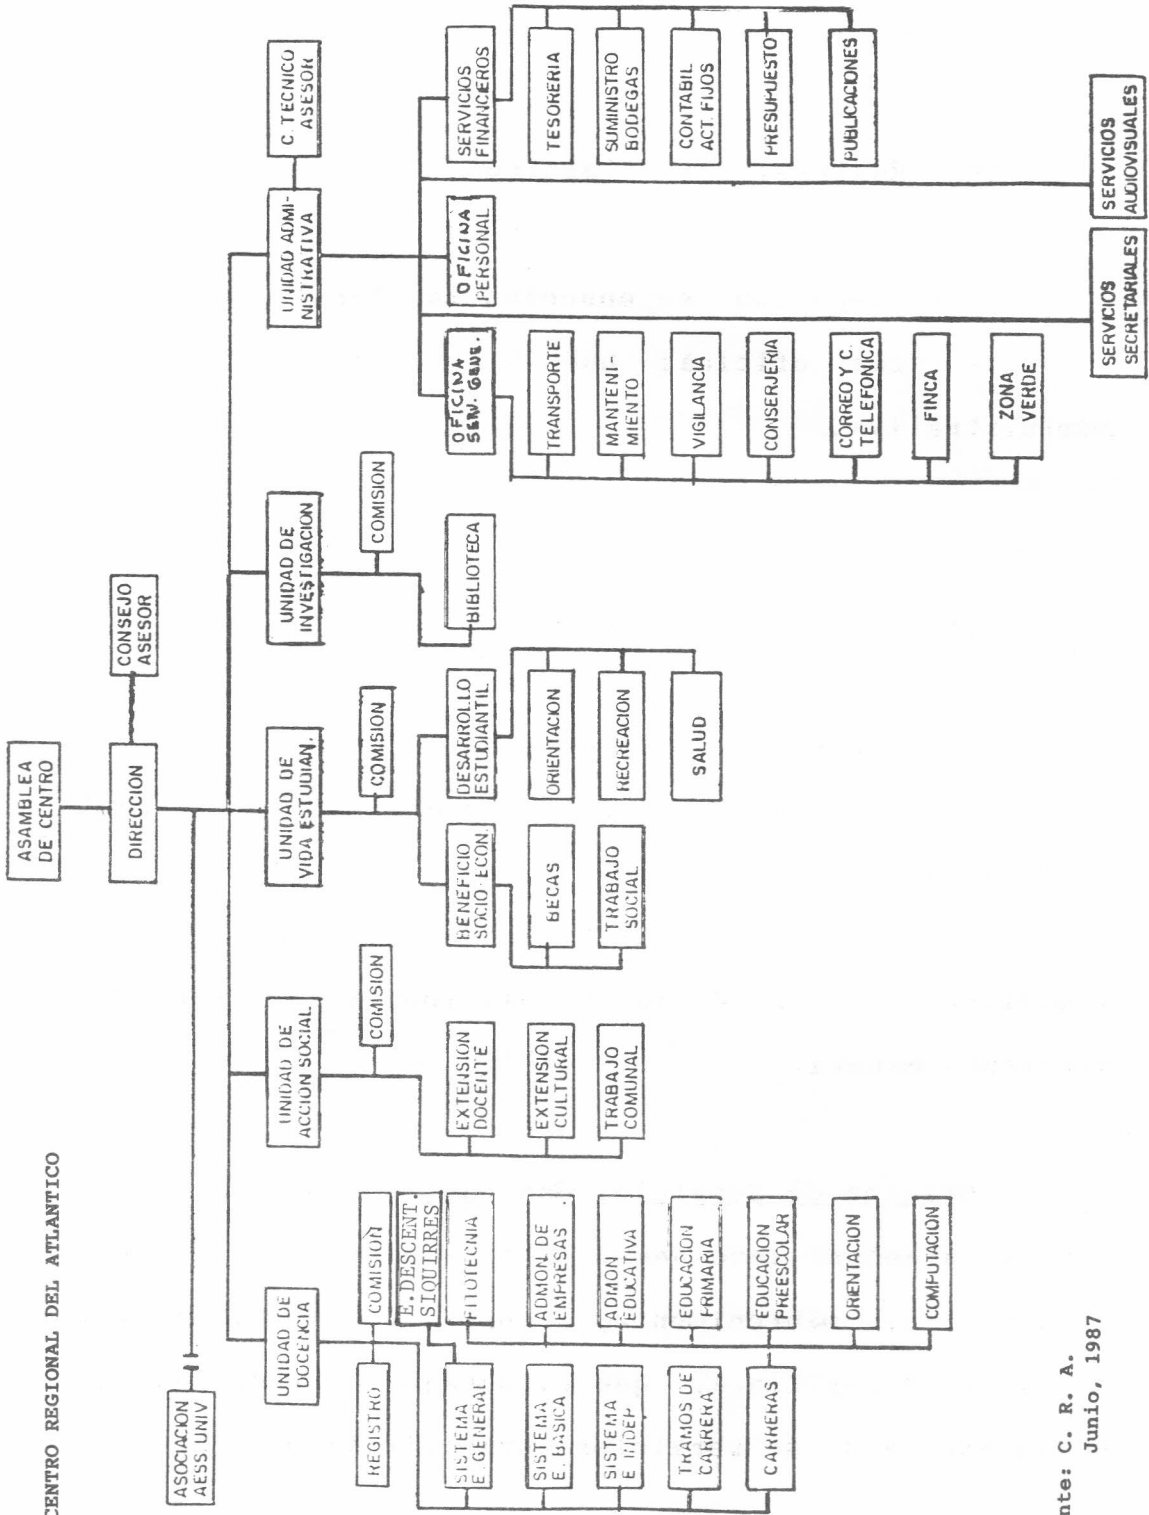 CENTRO REGIONAL DEL ATLANTICO
ASAMBLEA
DE CENTRO
DIRECCION
CONSEJO
ASESOR
ASOCIACION
AESS UNIV
UNIDAD DE
DOCENCIA
UNIDAD DE
ACCION SOCIAL
UNIDAD DE
VIDA ESTUDIAN.
UNIDAD DE
INVESTIGACION
UNIDAD ADMI-
NISTRATIVA
C. TECNICO
ASESOR
REGISTRO
COMISION
E.DESCENT.
SIQUIRRES
SISTEMA
E. GENERAL
SISTEMA
E. BASICA
SISTEMA
E INDEP
TRAMOS DE
CARRERA
CARRERAS
FITOTECNIA
ADMON DE
EMPRESAS
ADMON
EDUCATIVA
EDUCACION
PRIMARIA
EDUCACION
PREESCOLAR
ORIENTACION
COMPUTACION
COMISION
EXTENSION
DOCENTE
EXTENSION
CULTURAL
TRABAJO
COMUNAL
COMISION
BENEFICIO
SOCIO-ECON.
BECAS
TRABAJO
SOCIAL
DESARROLLO
ESTUDIANTIL
ORIENTACION
RECREACION
SALUD
COMISION
BIBLIOTECA
OFICINA
SERV. GENE.
TRANSPORTE
MANTENI-
MIENTO
VIGILANCIA
CONSERJERIA
CORREO Y C.
TELEFONICA
FINCA
ZONA
VERDE
OFICINA
PERSONAL
SERVICIOS
FINANCEROS
TESORERIA
SUMINISTRO
BODEGAS
CONTABIL
ACT. FIJOS
PRESUPUESTO
PUBLICACIONES
SERVICIOS
SECRETARIALES
SERVICIOS
AUDIOVISUALES
nte: C. R. A.
Junio, 1987